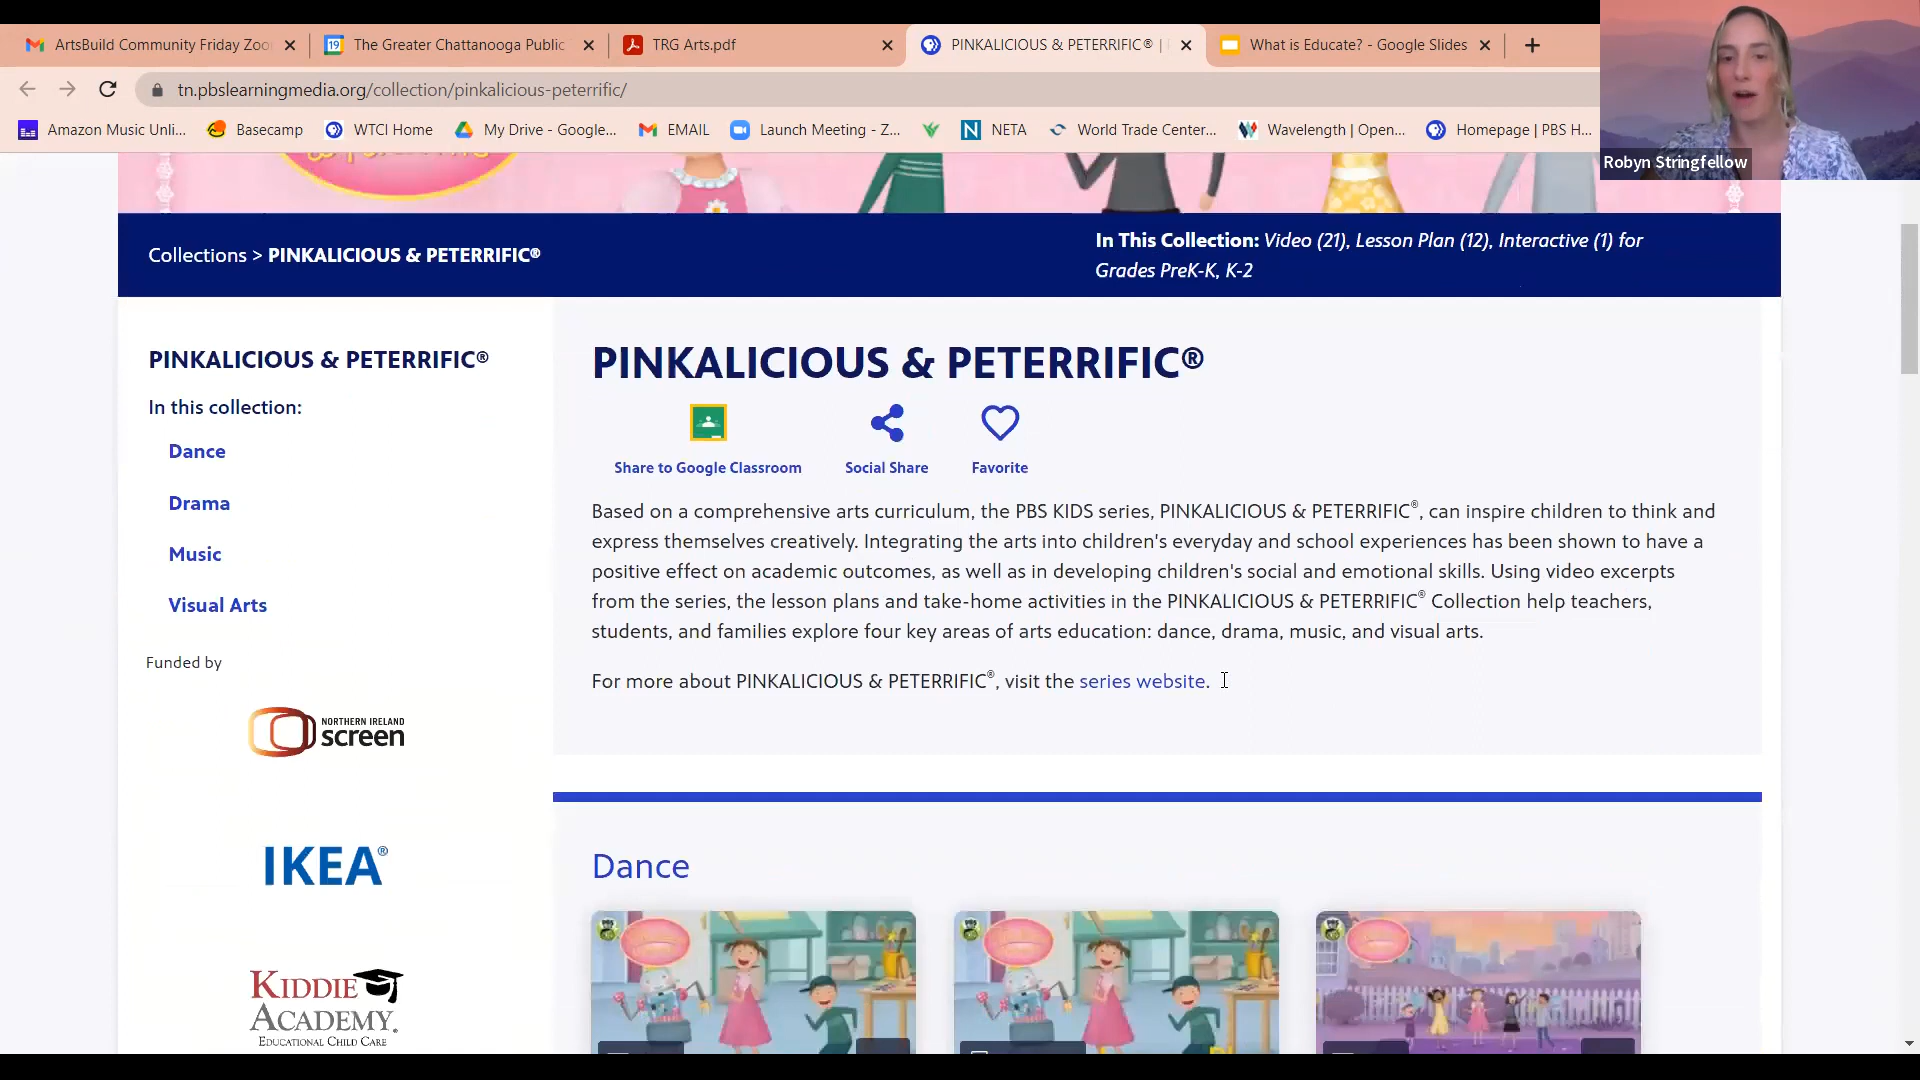 ArtsBuild Community Friday Zoo
19
The Greater Chattanooga Public
TRG Arts.pdf
PINKALICIOUS & PETERRIFIC® |
What is Educate? - Google Slides
tn.pbslearningmedia.org/collection/pinkalicious-peterrific/
Amazon Music Unli...
Basecamp
WTCI Home
My Drive - Google...
EMAIL
Launch Meeting - Z...
NETA
World Trade Center...
Wavelength | Open...
Homepage | PBS H...
Robyn Stringfellow
Collections > PINKALICIOUS & PETERRIFIC®
In This Collection: Video (21), Lesson Plan (12), Interactive (1) for
Grades PreK-K, K-2
PINKALICIOUS & PETERRIFIC®
In this collection:
Dance
Drama
Music
Visual Arts
Funded by
NORTHERN IRELAND
screen
IKEA®
KIDDIE
ACADEMY.
EDUCATIONAL CHILD CARE
PINKALICIOUS & PETERRIFIC®
Share to Google Classroom
Social Share
Favorite
Based on a comprehensive arts curriculum, the PBS KIDS series, PINKALICIOUS & PETERRIFIC®, can inspire children to think and
express themselves creatively. Integrating the arts into children's everyday and school experiences has been shown to have a
positive effect on academic outcomes, as well as in developing children's social and emotional skills. Using video excerpts
from the series, the lesson plans and take-home activities in the PINKALICIOUS & PETERRIFIC® Collection help teachers,
students, and families explore four key areas of arts education: dance, drama, music, and visual arts.
For more about PINKALICIOUS & PETERRIFIC®, visit the series website.
Dance